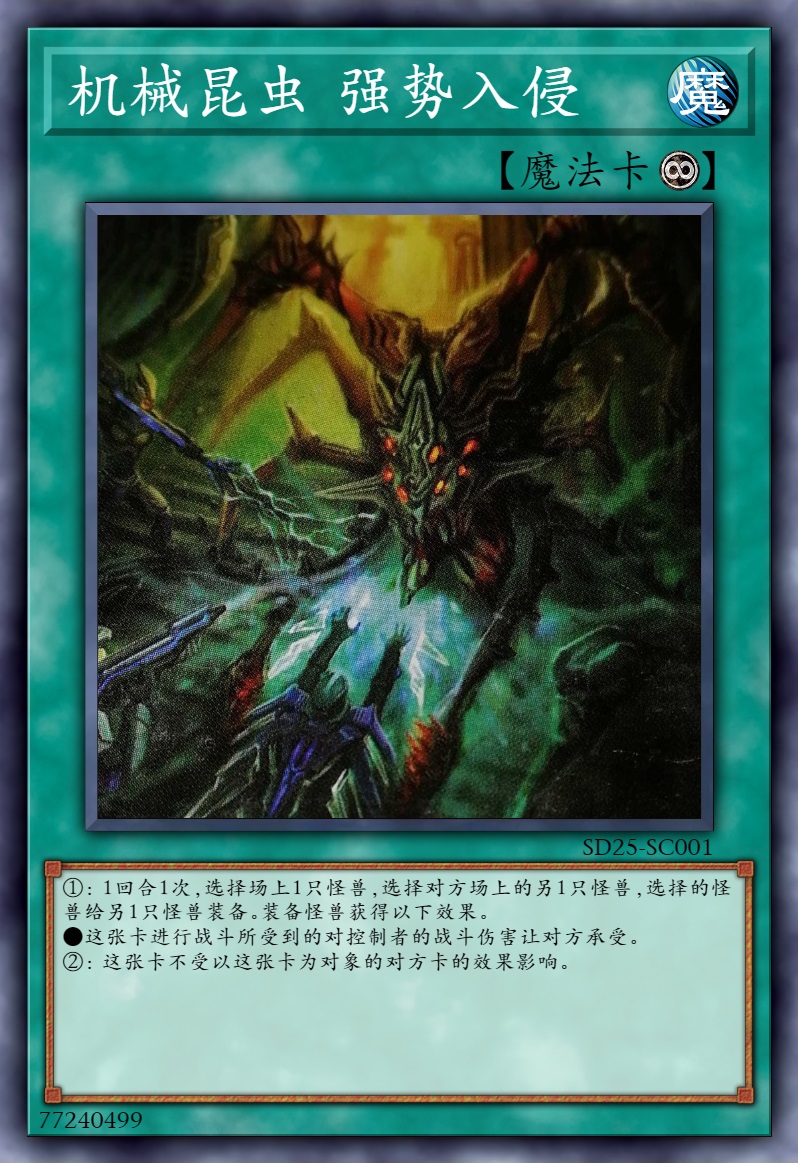 机械昆虫 强势入侵
魔
【魔法卡∞】
SD25-SC001
①: 1回合1次,选择场上1只怪兽,选择对方场上的另1只怪兽,选择的怪
兽给另1只怪兽装备。装备怪兽获得以下效果。
●这张卡进行战斗所受到的对控制者的战斗伤害让对方承受。
②: 这张卡不受以这张卡为对象的对方卡的效果影响。
77240499